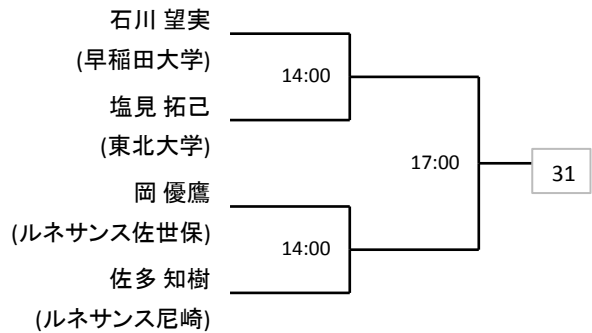 石川 望実
(早稲田大学)
14:00
塩見 拓己
(東北大学)
17:00
31
岡 優鷹
(ルネサンス佐世保)
14:00
佐多 知樹
(ルネサンス尼崎)